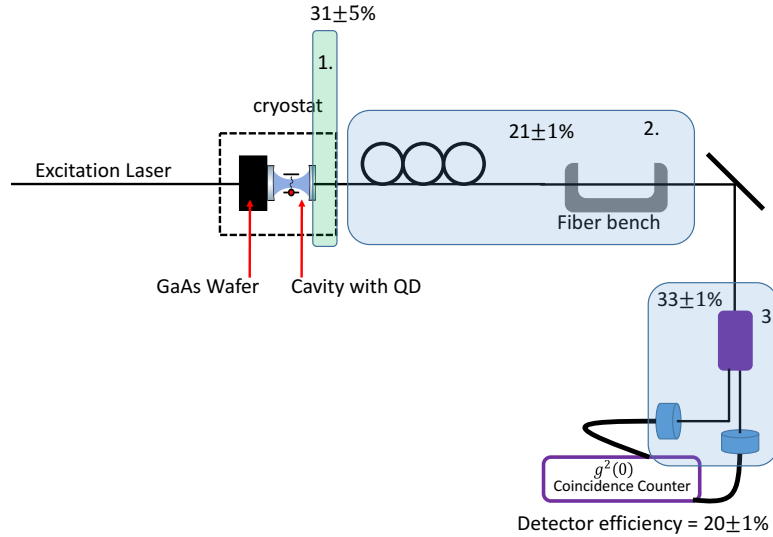 31±5%
1.
cryostat
21±1%
2.
Excitation Laser
Fiber bench
GaAs Wafer
Cavity with QD
33±1%
3
g²(0)
Coincidence Counter
Detector efficiency = 20±1%